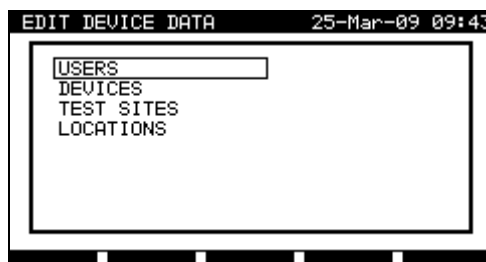 EDIT DEVICE DATA 25-Mar-09 09:43
USERS
DEVICES
TEST SITES
LOCATIONS